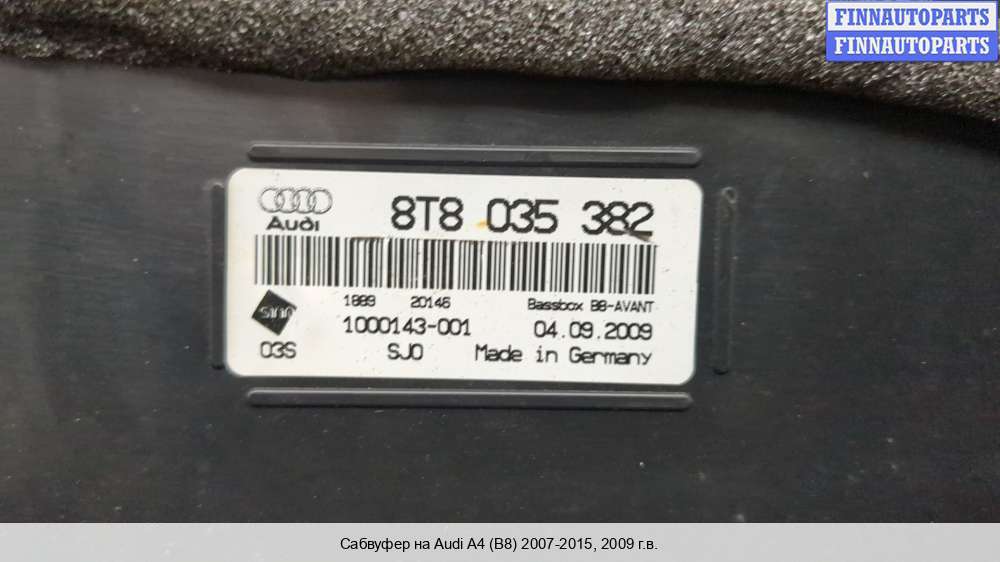 FINNAUTOPARTS
FINNAUTOPARTS
Audi
8T8 035 382
1889 20146 Bassbox B8-AVANT
1000143-001 04.09.2009
03S SJ0 Made in Germany
Сабвуфер на Audi A4 (B8) 2007-2015, 2009 г.в.